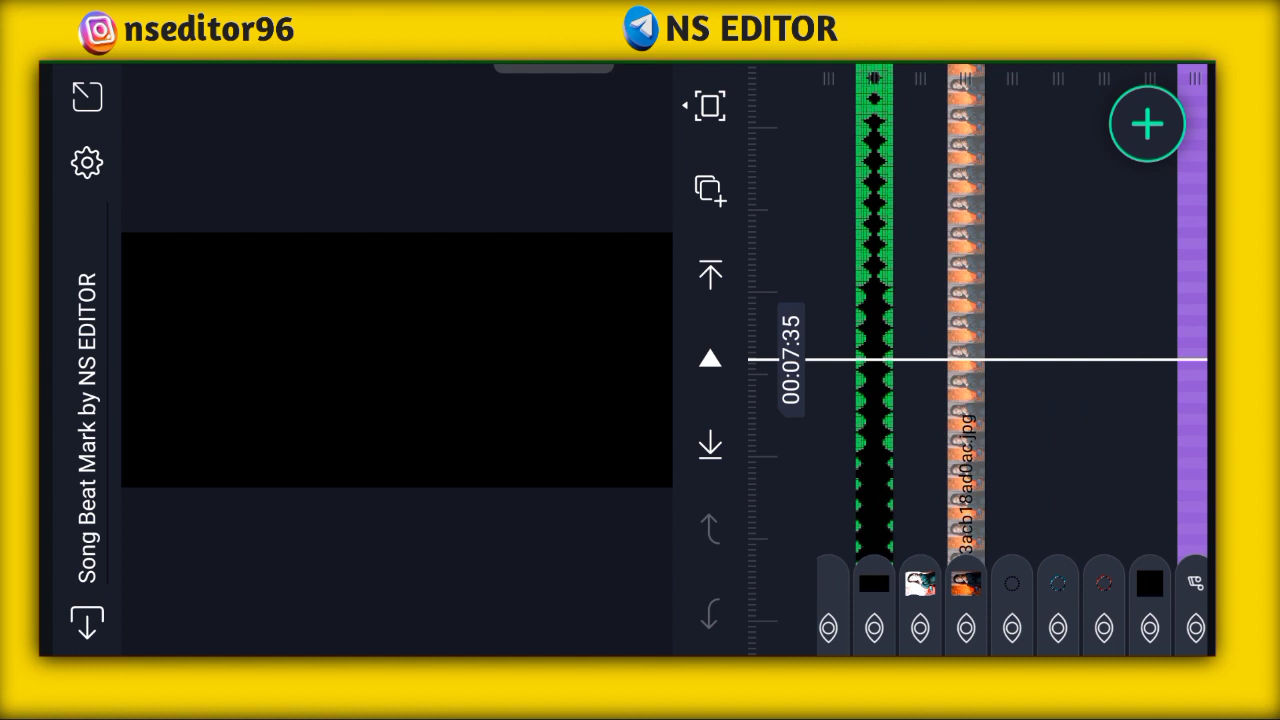 nseditor96
NS EDITOR
Song Beat Mark by NS EDITOR
00:07:35
3acb18ad0ac.jpg